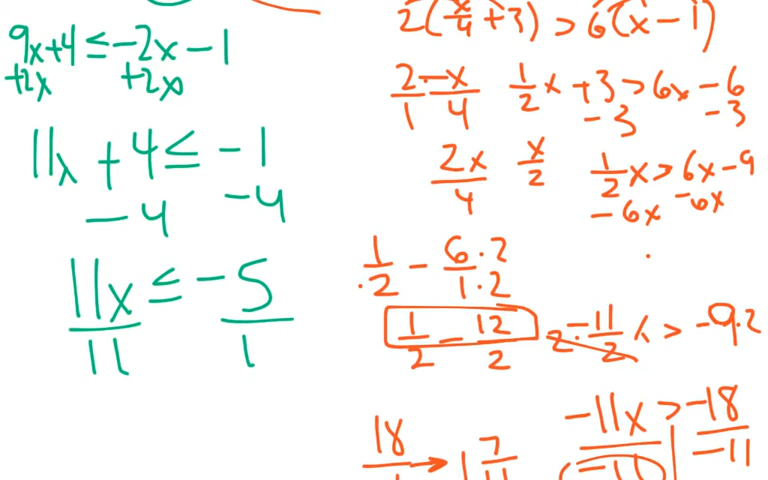 9x+4 ≤ -2x - 1
+2x +2x
11x + 4 ≤ -1
-4 -4
11x ≤ -5
11 1
2(x/4 + 3) > 6(x - 1)
2/1 · x/4 1/2 x + 3 > 6x - 6
-3 -3
2x/4 x/2 1/2 x > 6x - 9
-6x -6x
1/2 - 6·2/1·2
1/2 - 12/2 2 · -11/2 x > -9·2
-11x > -18
-11 -11
18 → 1 7/11